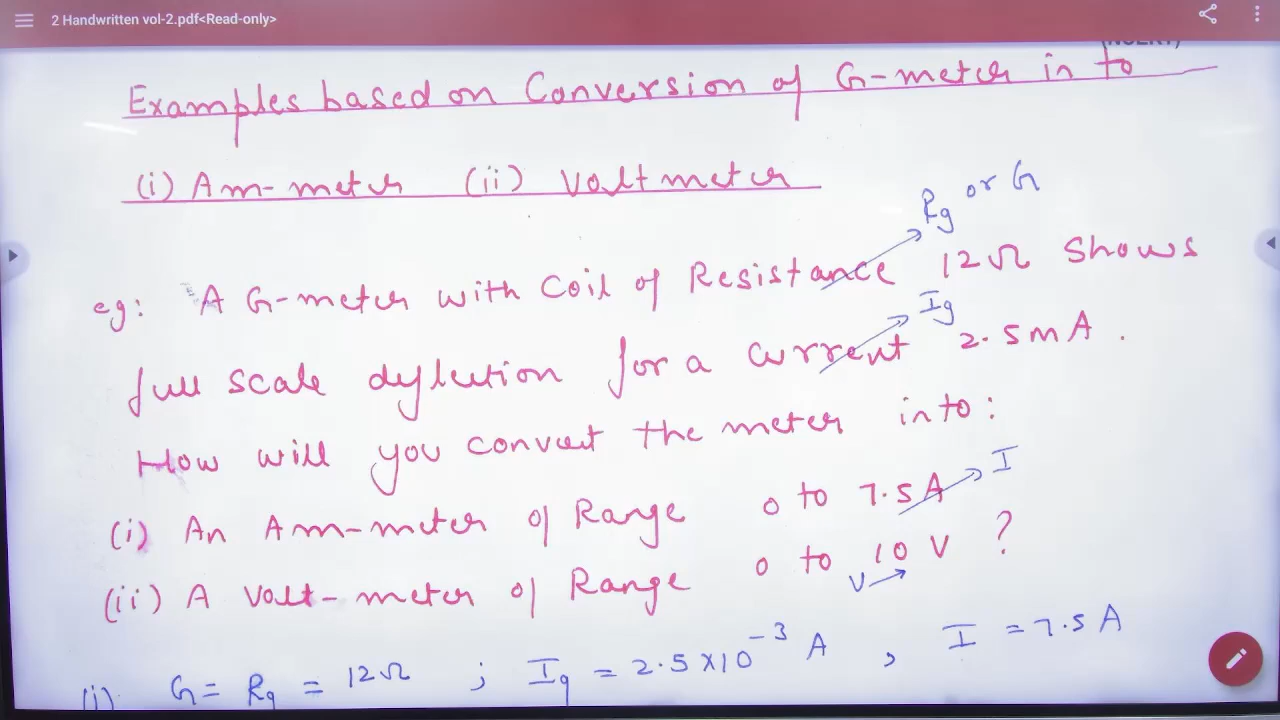 2 Handwritten vol-2.pdf<Read-only>
Examples based on Conversion of G-meter in to
(i) Am-meter (ii) Voltmeter
Rg or G
eg: A G-meter with Coil of Resistance 12Ω Shows
Ig
full scale deflection for a current 2.5mA.
How will you convert the meter into:
I
(i) An Am-meter of Range 0 to 7.5A
(ii) A Volt-meter of Range 0 to 10 V ?
V
(i) G = Rg = 12Ω ; Ig = 2.5×10⁻³ A , I = 7.5 A